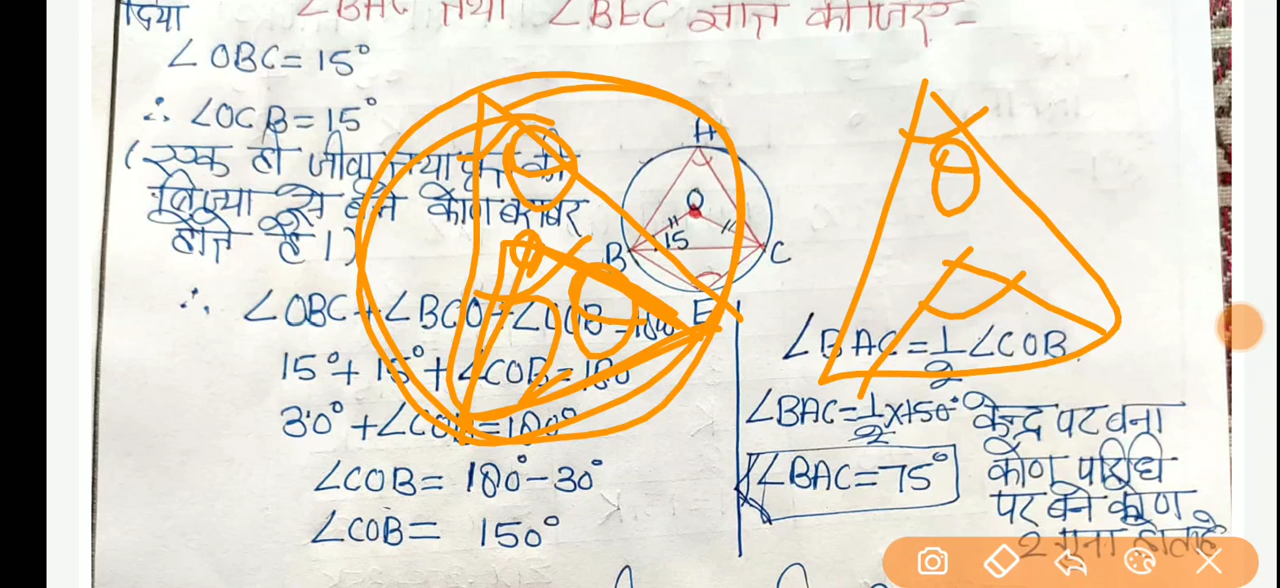 दिया
∠BAC तथा ∠BEC ज्ञात कीजिए-
∠OBC = 15°
∴ ∠OCB = 15°
(एक ही जीवा तथा वृत्त की
त्रिज्या से बने कोण बराबर
होते है।)
A
O
15
B
C
E
∴ ∠OBC + ∠BCO + ∠COB = 180
15° + 15° + ∠COB = 180
30° + ∠COB = 180°
∠COB = 180° - 30°
∠COB = 150°
∠BAC = 1/2 ∠COB
∠BAC = 1/2 × 150°
∠BAC = 75°
केन्द्र पर बना
कोण परिधि
पर बने कोण
2 गुना होता है
θ
θ